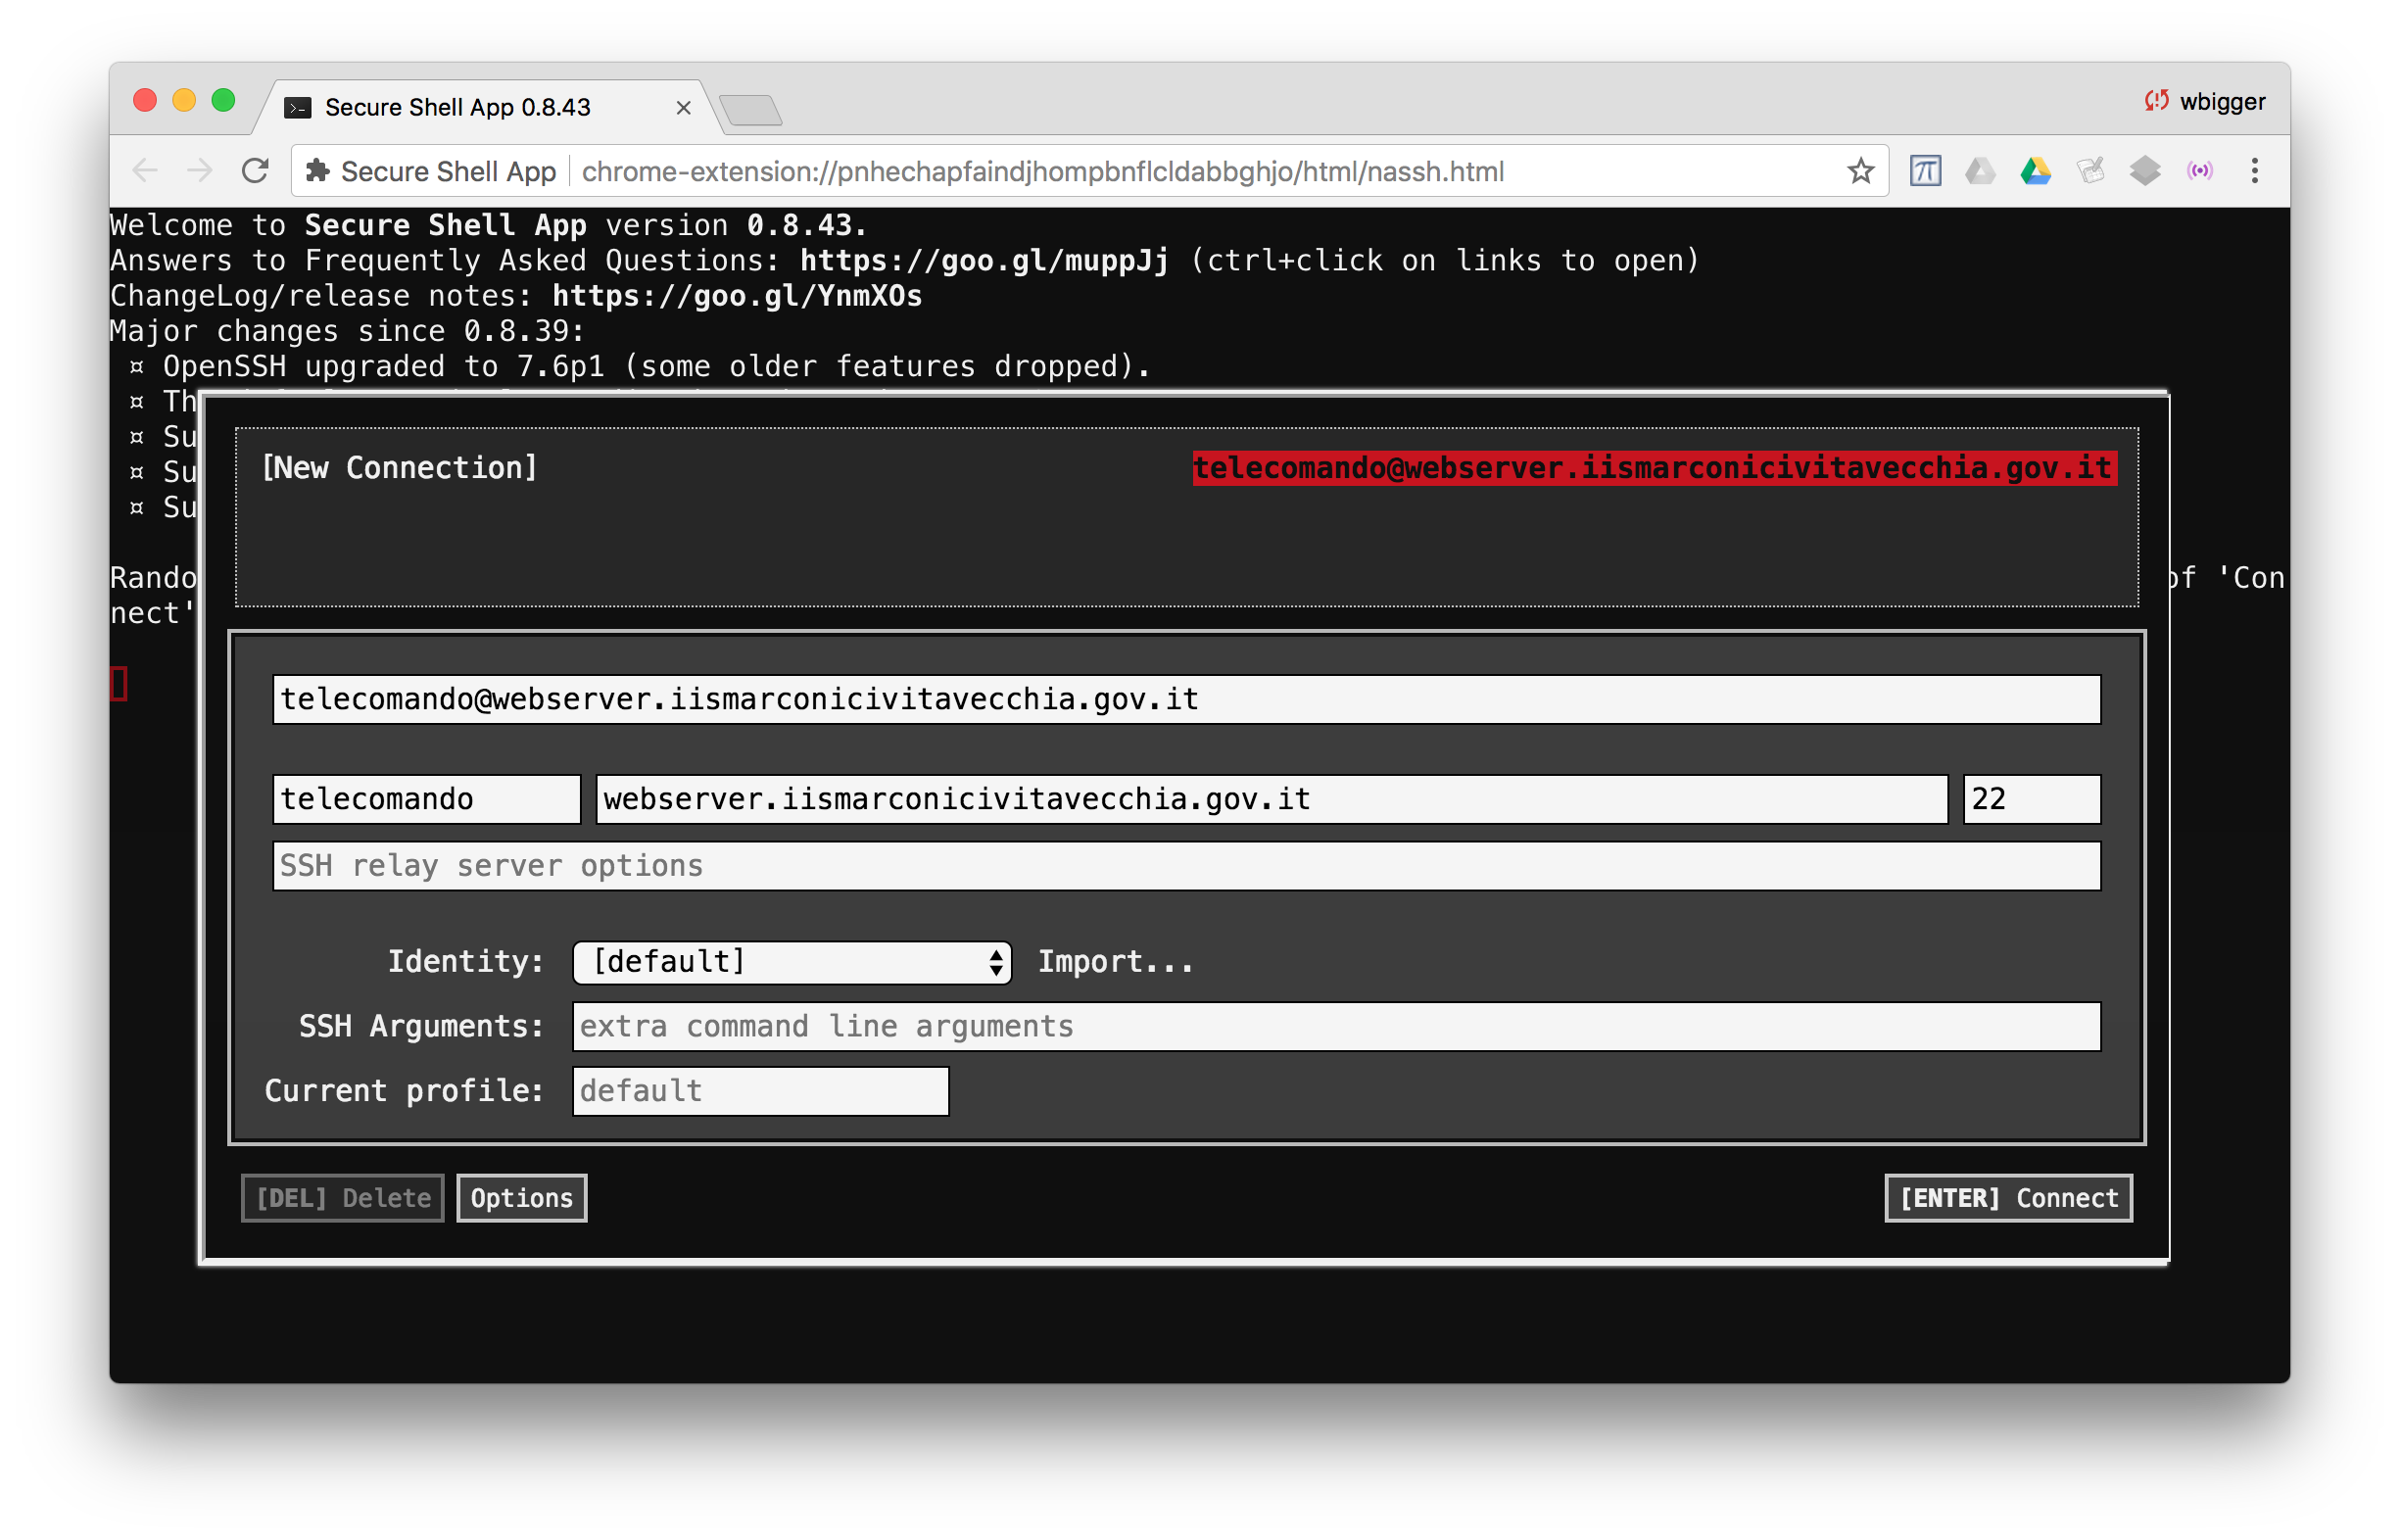 Secure Shell App 0.8.43
wbigger
Secure Shell App chrome-extension://pnhechapfaindjhompbnflcldabbghjo/html/nassh.html
Welcome to Secure Shell App version 0.8.43.
Answers to Frequently Asked Questions: https://goo.gl/muppJj (ctrl+click on links to open)
ChangeLog/release notes: https://goo.gl/YnmXOs
Major changes since 0.8.39:
¤ OpenSSH upgraded to 7.6p1 (some older features dropped).
¤ Th
¤ Su
¤ Su
¤ Su
Rando of 'Con
nect'
[New Connection] telecomando@webserver.iismarconicivitavecchia.gov.it
telecomando@webserver.iismarconicivitavecchia.gov.it
telecomando webserver.iismarconicivitavecchia.gov.it 22
SSH relay server options
Identity: [default] Import...
SSH Arguments: extra command line arguments
Current profile: default
[DEL] Delete Options [ENTER] Connect